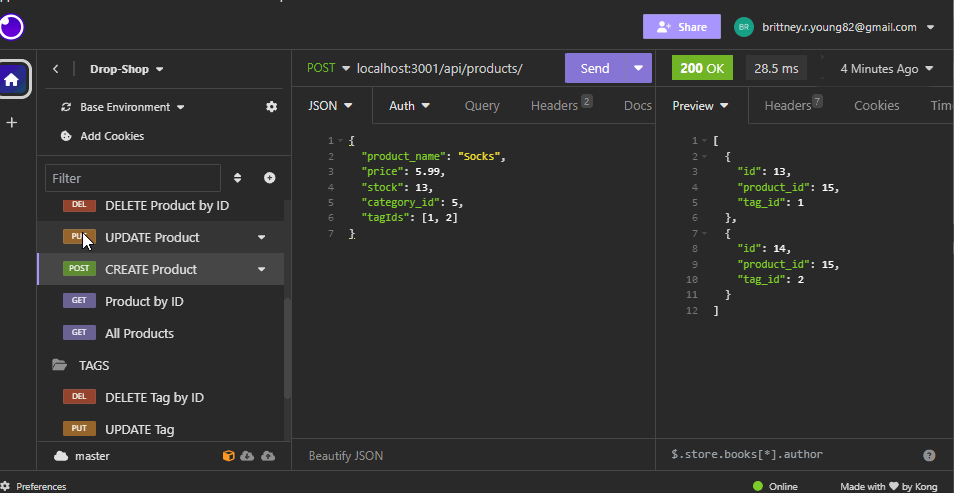 Share
BR
brittney.r.young82@gmail.com
Drop-Shop
Base Environment
Add Cookies
Filter
DEL DELETE Product by ID
UPDATE Product
POST CREATE Product
GET Product by ID
GET All Products
TAGS
DEL DELETE Tag by ID
PUT UPDATE Tag
master
POST localhost:3001/api/products/ Send
JSON Auth Query Headers 2 Docs
1 {
2 "product_name": "Socks",
3 "price": 5.99,
4 "stock": 13,
5 "category_id": 5,
6 "tagIds": [1, 2]
7 }
Beautify JSON
200 OK 28.5 ms 4 Minutes Ago
Preview Headers 7 Cookies Tim
1 [
2 {
3 "id": 13,
4 "product_id": 15,
5 "tag_id": 1
6 },
7 {
8 "id": 14,
9 "product_id": 15,
10 "tag_id": 2
11 }
12 ]
$.store.books[*].author
Preferences
Online
Made with ♥ by Kong